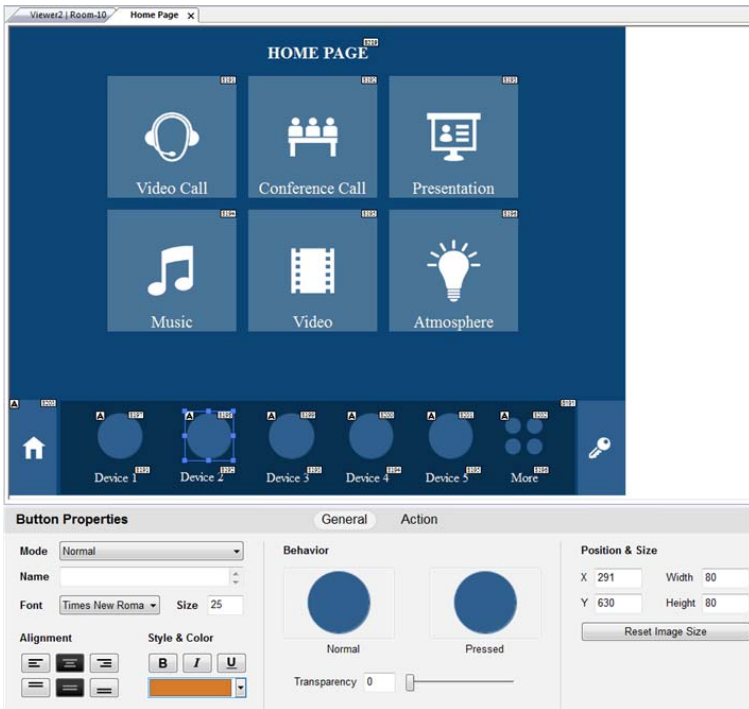 Viewer2 | Room-10 Home Page x
HOME PAGE
Video Call Conference Call Presentation
Music Video Atmosphere
A A A A A A A
Device 1 Device 2 Device 3 Device 4 Device 5 More
Button Properties General Action
Mode Normal Behavior Position & Size
Name X 291 Width 80
Font Times New Roma Size 25 Y 630 Height 80
Reset Image Size
Alignment Style & Color
B I U Normal Pressed
Transparency 0